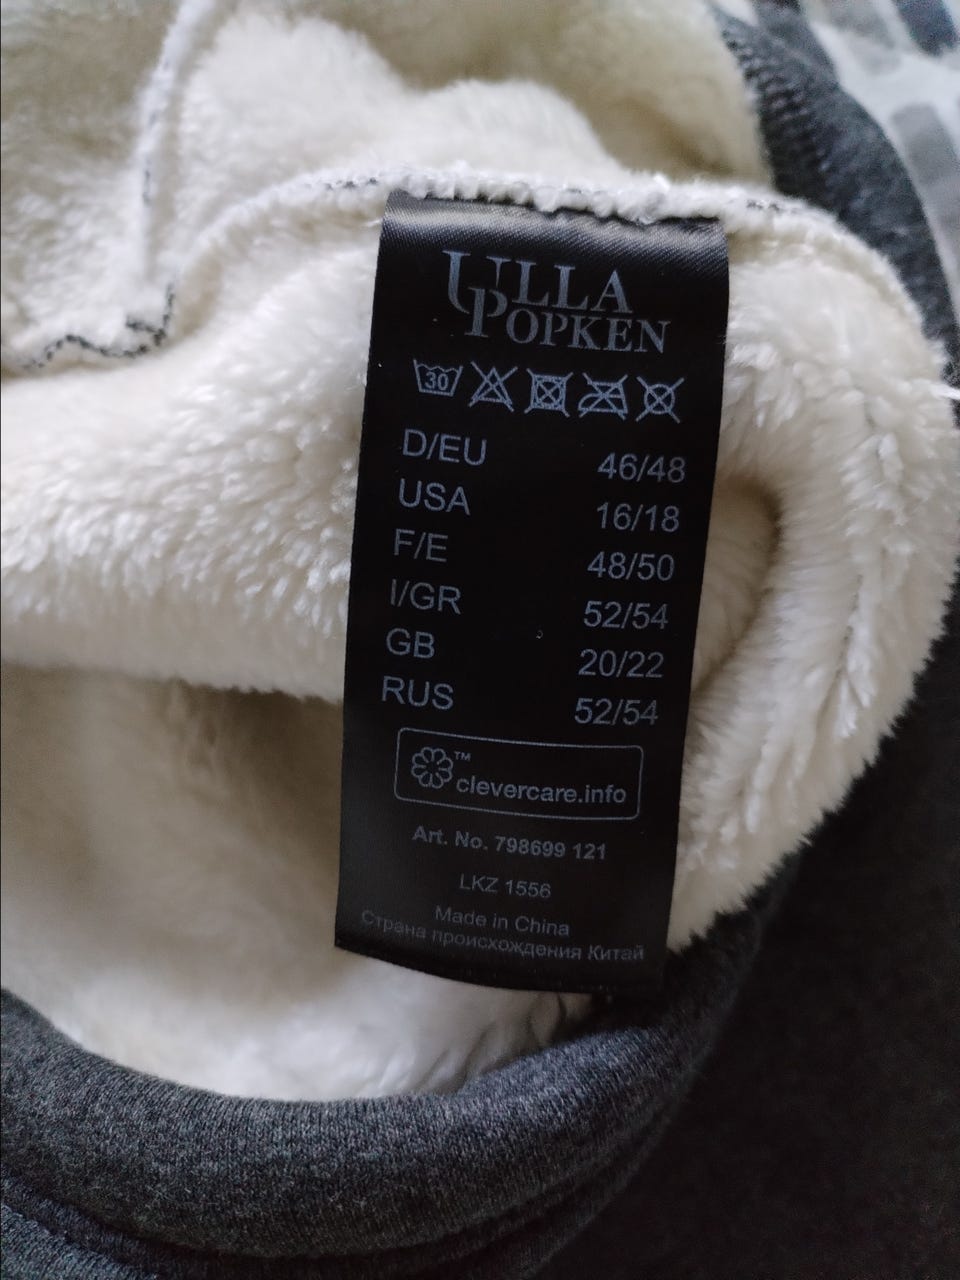 ULLA
POPKEN
30
D/EU 46/48
USA 16/18
F/E 48/50
I/GR 52/54
GB 20/22
RUS 52/54
™
clevercare.info
Art. No. 798699 121
LKZ 1556
Made in China
Страна происхождения Китай